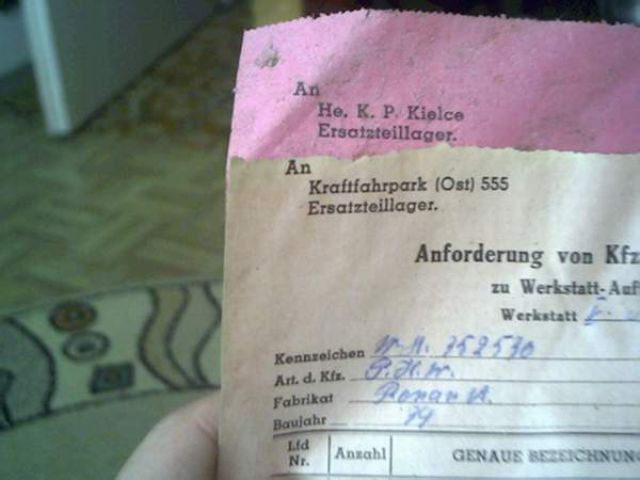 An
He. K. P. Kielce
Ersatzteillager.
An
Kraftfahrpark (Ost) 555
Ersatzteillager.
Anforderung von Kfz
zu Werkstatt-Auf
Werkstatt
Kennzeichen W.H. 752570
Art. d. Kfz. P.K.W.
Fabrikat
Baujahr
Lfd Nr. Anzahl GENAUE BEZEICHNUNG